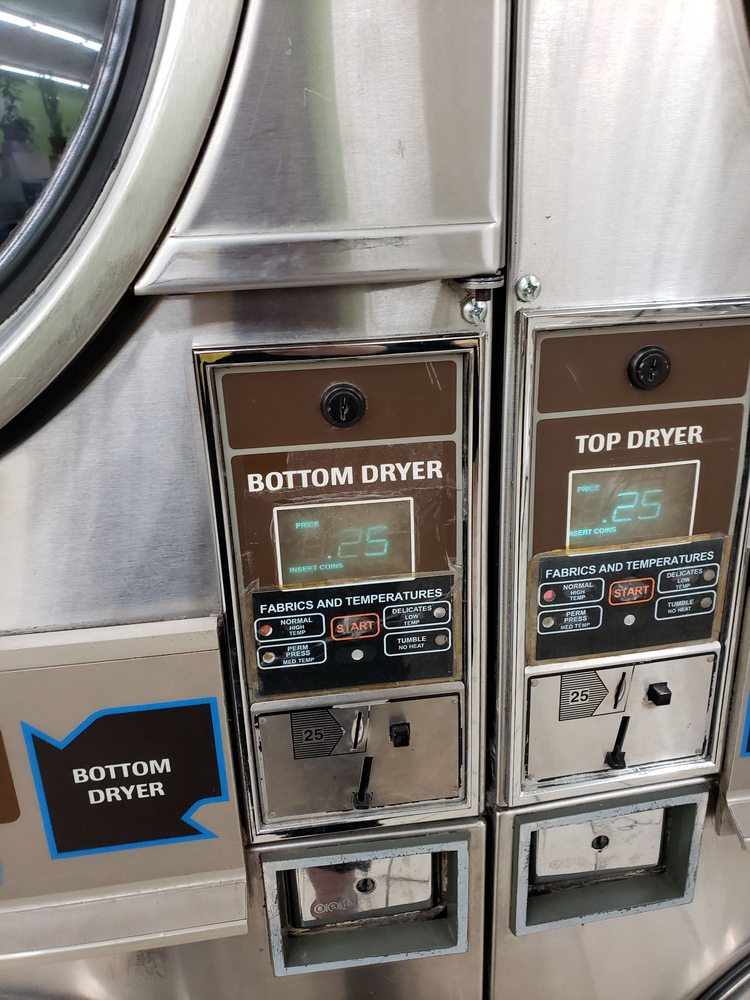 BOTTOM DRYER
PRICE
.25
INSERT COINS
FABRICS AND TEMPERATURES
NORMAL
HIGH
TEMP
START
DELICATES
LOW
TEMP
PERM
PRESS
MED TEMP
TUMBLE
NO HEAT
25
BOTTOM
DRYER
TOP DRYER
PRICE
.25
INSERT COINS
FABRICS AND TEMPERATURES
NORMAL
HIGH
TEMP
START
DELICATES
LOW
TEMP
PERM
PRESS
MED TEMP
TUMBLE
NO HEAT
25